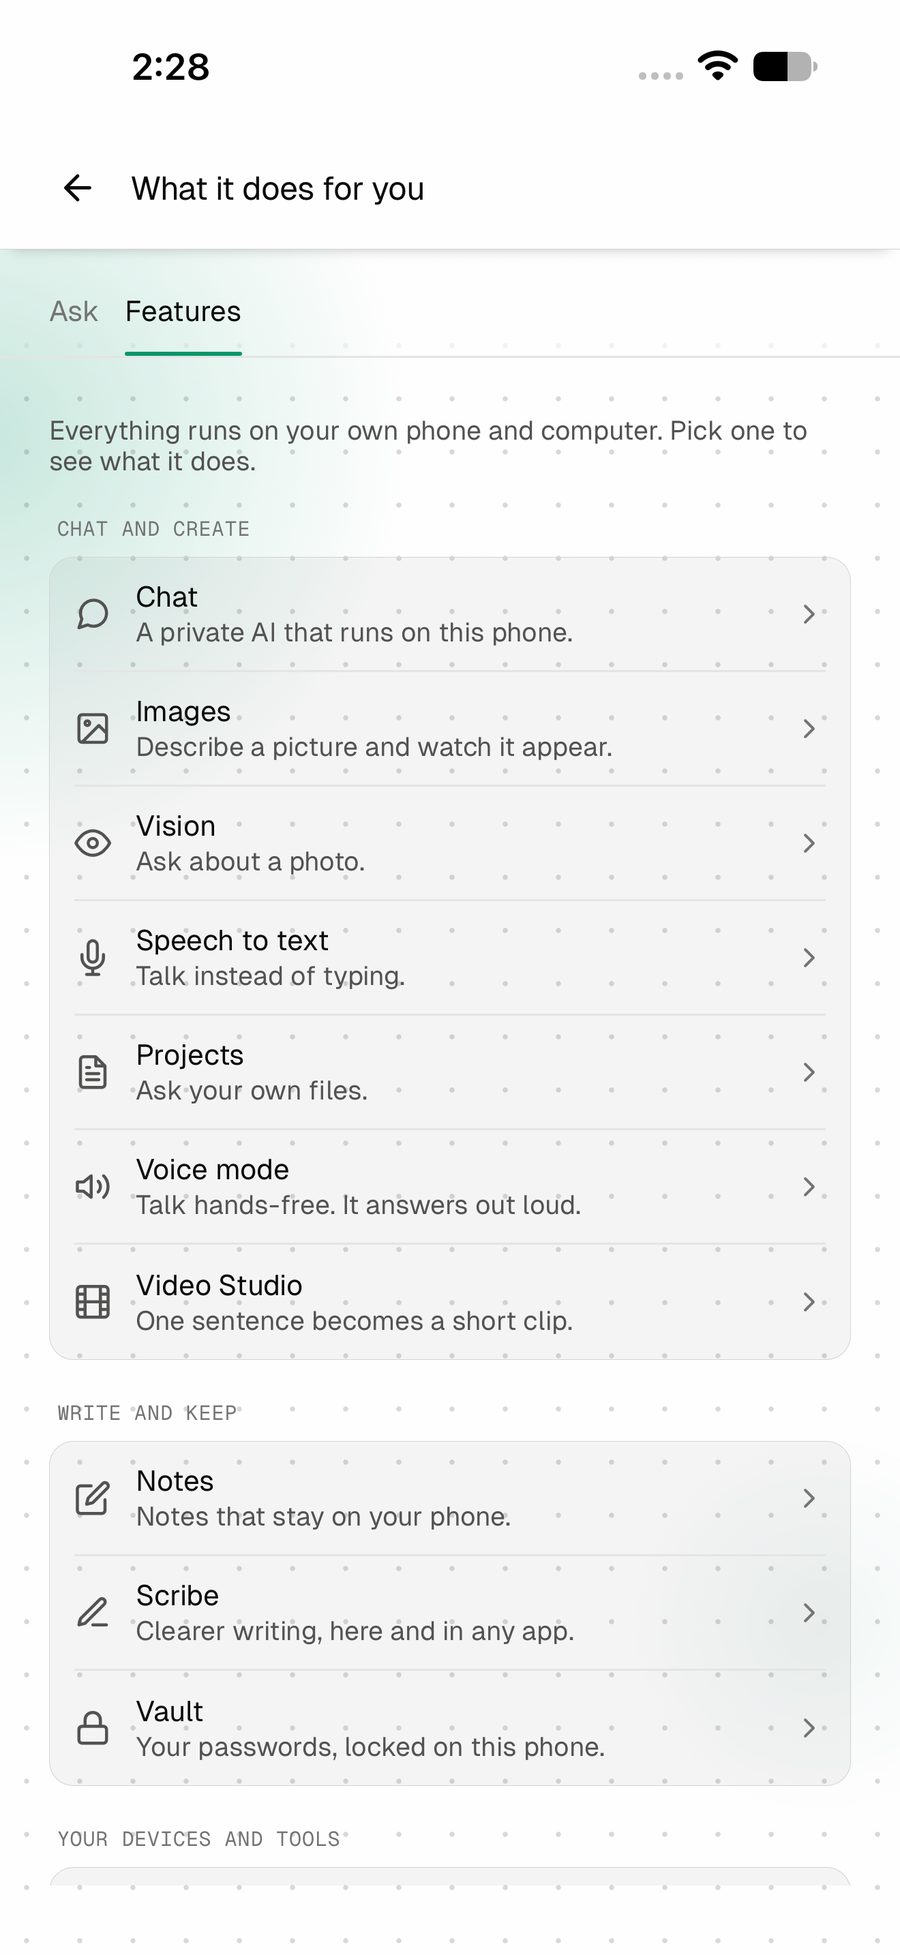 2:28
What it does for you
Ask
Features
Everything runs on your own phone and computer. Pick one to
see what it does.
CHAT AND CREATE
Chat
A private AI that runs on this phone.
Images
Describe a picture and watch it appear.
Vision
Ask about a photo.
Speech to text
Talk instead of typing.
Projects
Ask your own files.
Voice mode
Talk hands-free. It answers out loud.
Video Studio
One sentence becomes a short clip.
WRITE AND KEEP
Notes
Notes that stay on your phone.
Scribe
Clearer writing, here and in any app.
Vault
Your passwords, locked on this phone.
YOUR DEVICES AND TOOLS